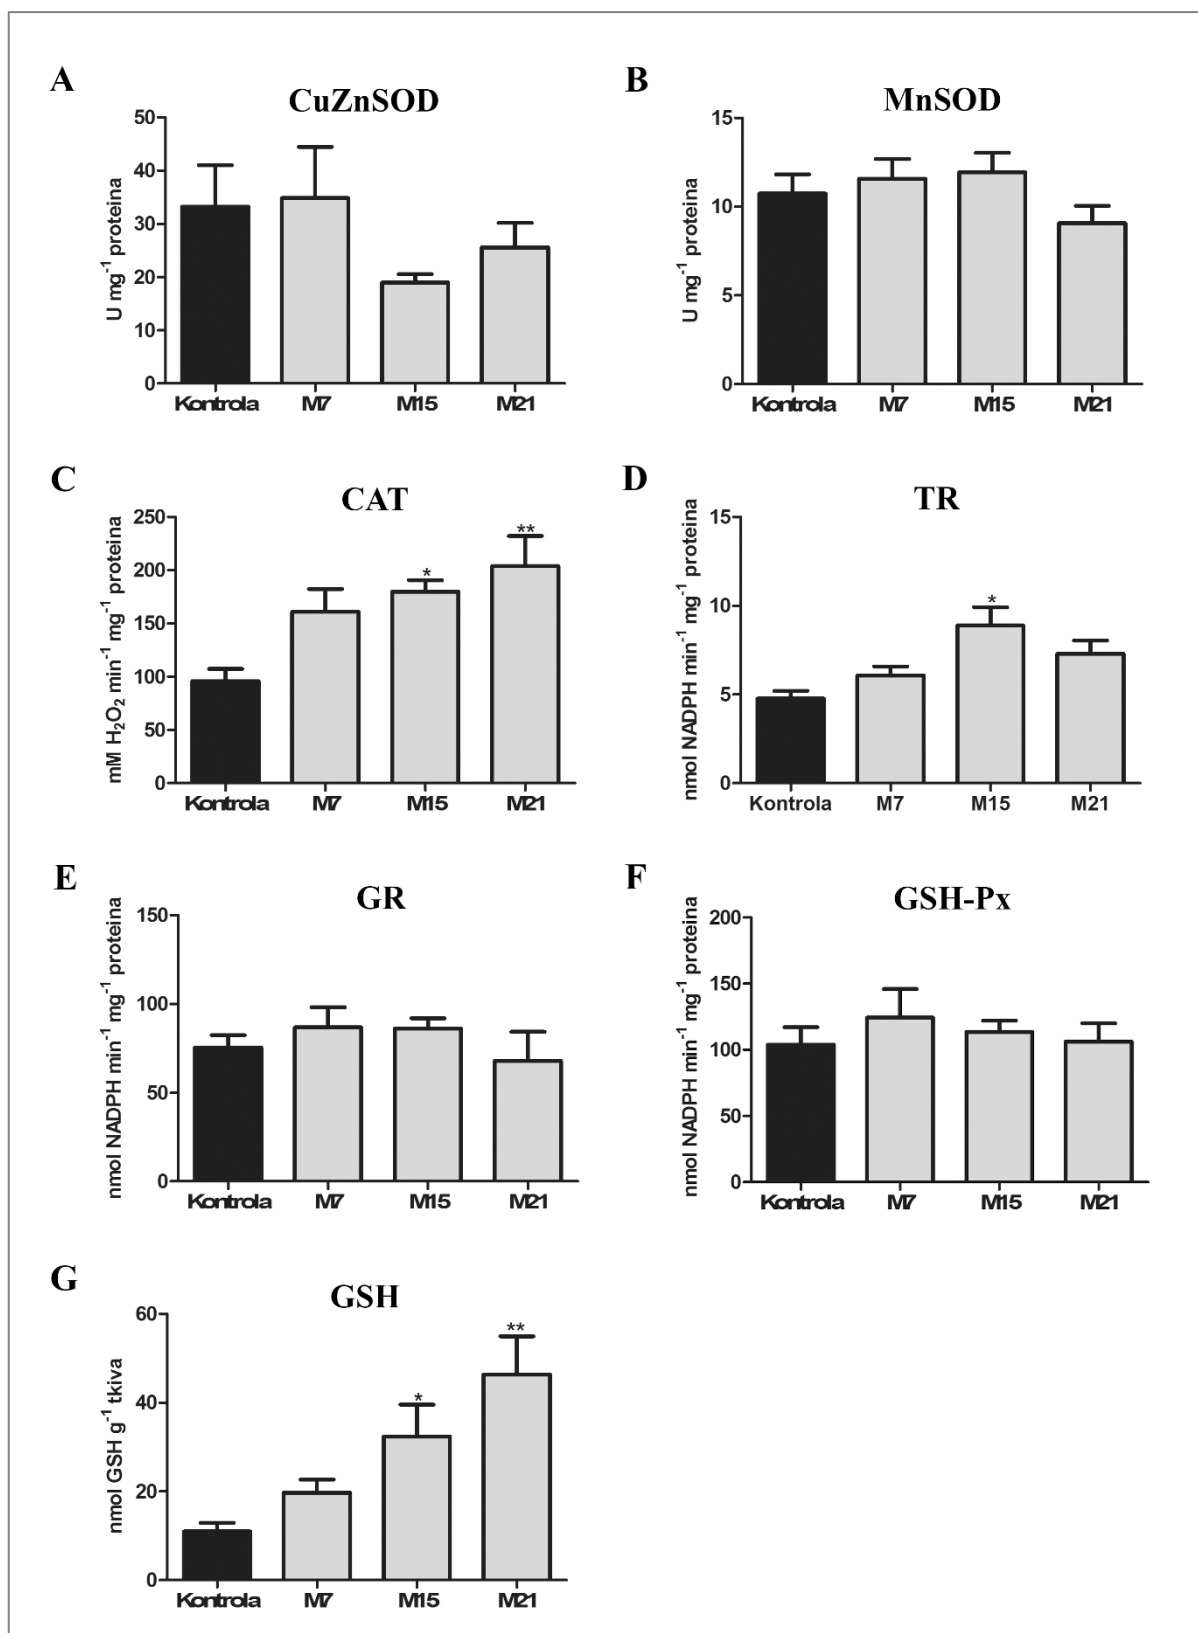 A
CuZnSOD
U mg⁻¹ proteina
50
40
30
20
10
0
Kontrola M7 M15 M21
B
MnSOD
U mg⁻¹ proteina
15
10
5
0
Kontrola M7 M15 M21
C
CAT
mM H₂O₂ min⁻¹ mg⁻¹ proteina
250
200
150
100
50
0
*
**
Kontrola M7 M15 M21
D
TR
nmol NADPH min⁻¹ mg⁻¹ proteina
15
10
5
0
*
Kontrola M7 M15 M21
E
GR
nmol NADPH min⁻¹ mg⁻¹ proteina
150
100
50
0
Kontrola M7 M15 M21
F
GSH-Px
nmol NADPH min⁻¹ mg⁻¹ proteina
200
150
100
50
0
Kontrola M7 M15 M21
G
GSH
nmol GSH g⁻¹ tkiva
60
40
20
0
*
**
Kontrola M7 M15 M21